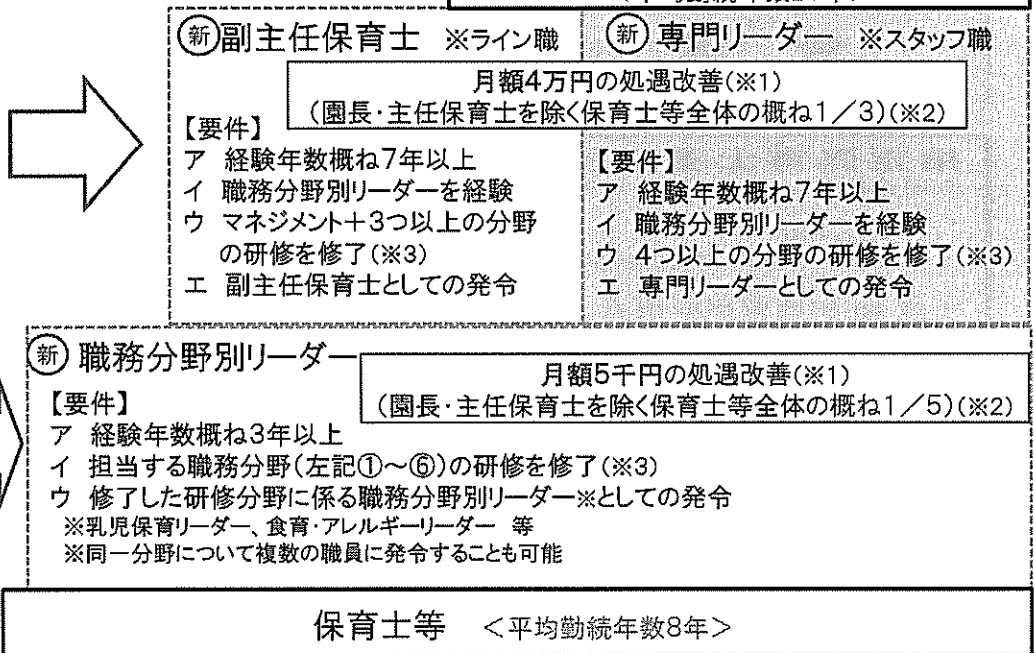 新 副主任保育士 ※ライン職
新 専門リーダー ※スタッフ職
月額4万円の処遇改善(※1)
(園長・主任保育士を除く保育士等全体の概ね1/3)(※2)
【要件】
ア 経験年数概ね7年以上
イ 職務分野別リーダーを経験
ウ マネジメント+3つ以上の分野
の研修を修了(※3)
エ 副主任保育士としての発令
【要件】
ア 経験年数概ね7年以上
イ 職務分野別リーダーを経験
ウ 4つ以上の分野の研修を修了(※3)
エ 専門リーダーとしての発令
新 職務分野別リーダー
月額5千円の処遇改善(※1)
(園長・主任保育士を除く保育士等全体の概ね1/5)(※2)
【要件】
ア 経験年数概ね3年以上
イ 担当する職務分野(左記①~⑥)の研修を修了(※3)
ウ 修了した研修分野に係る職務分野別リーダー※としての発令
※乳児保育リーダー、食育・アレルギーリーダー 等
※同一分野について複数の職員に発令することも可能
保育士等 <平均勤続年数8年>